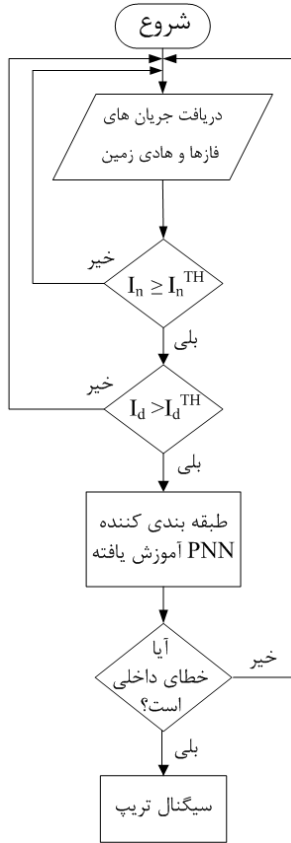 شروع
دریافت جریان های
فازها و هادی زمین
خیر
I_n ≥ I_n^TH
بلی
خیر
I_d >I_d^TH
بلی
طبقه بندی کننده
PNN آموزش یافته
آیا
خطای داخلی
است؟
خیر
بلی
سیگنال تریپ